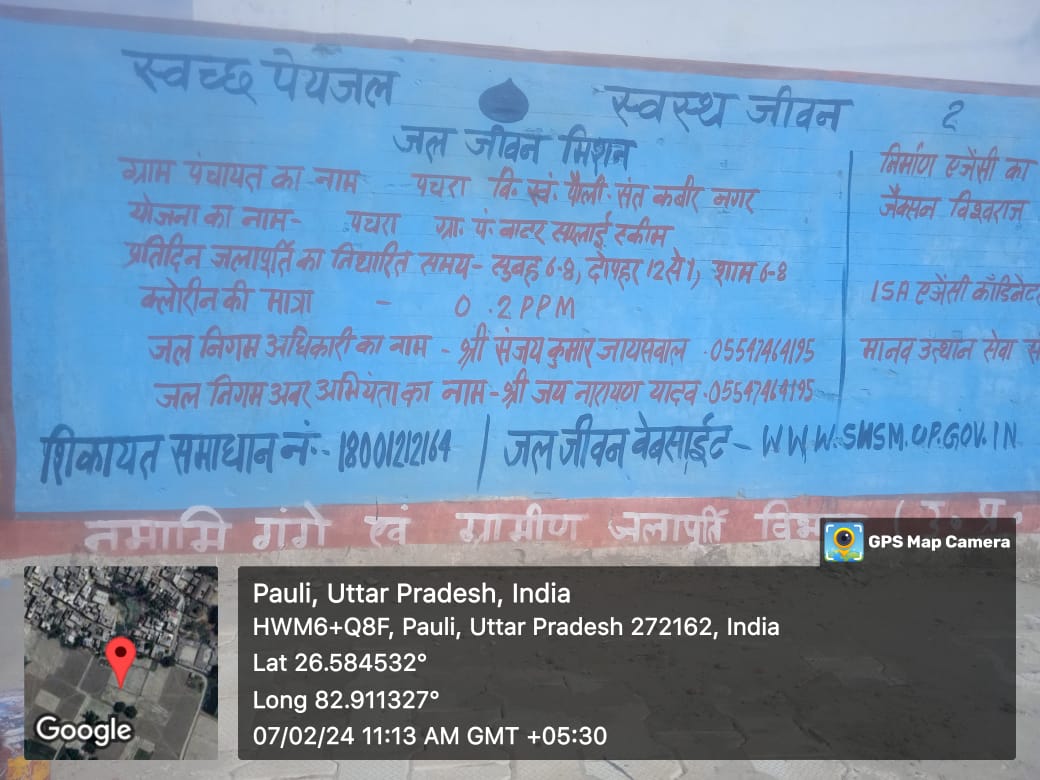 स्वच्छ पेयजल स्वस्थ जीवन 2
जल जीवन मिशन
ग्राम पंचायत का नाम पचरा वि. खं. पौली-संत कबीर नगर
योजना का नाम- पचरा ग्रा. पं. वाटर सप्लाई स्कीम
प्रतिदिन जलापूर्ति का निर्धारित समय- सुबह 6-8, दोपहर 12 से 1, शाम 6-8
क्लोरीन की मात्रा - 0.2 PPM
जल निगम अधिकारी का नाम - श्री संजय कुमार जायसवाल 05547464195
जल निगम अवर अभियंता का नाम - श्री जय नारायण यादव 05547464195
निर्माण एजेंसी का
जैक्सन विश्वराज
ISA एजेंसी कॉडिनेटर
मानव उत्थान सेवा
शिकायत समाधान नं.- 18001212164 | जल जीवन वेबसाईट - WWW.SWSM.UP.GOV.IN
नमामि गंगे एवं ग्रामीण जलापूर्ति (उ. प्र.
GPS Map Camera
Pauli, Uttar Pradesh, India
HWM6+Q8F, Pauli, Uttar Pradesh 272162, India
Lat 26.584532°
Long 82.911327°
07/02/24 11:13 AM GMT +05:30
Google